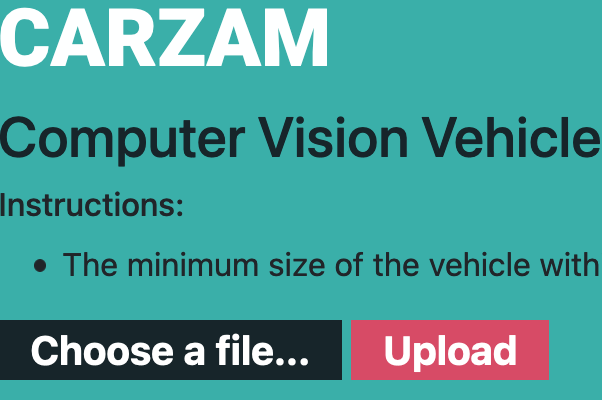 CARZAM
Computer Vision Vehicle
Instructions:
• The minimum size of the vehicle with
Choose a file... Upload